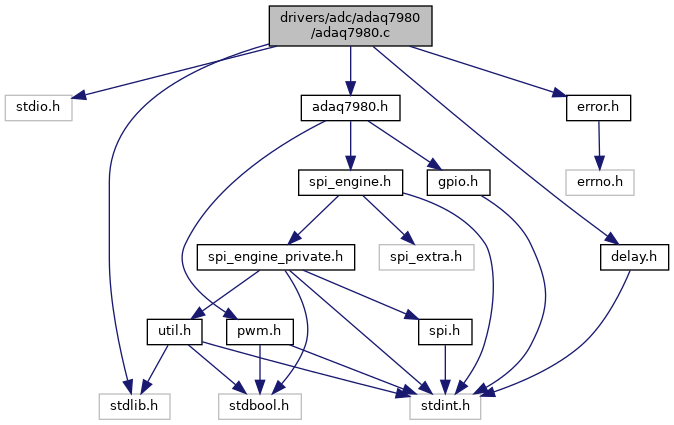 drivers/adc/adaq7980
/adaq7980.c
stdio.h
adaq7980.h
error.h
spi_engine.h
gpio.h
errno.h
spi_engine_private.h
spi_extra.h
delay.h
util.h
pwm.h
spi.h
stdlib.h
stdbool.h
stdint.h